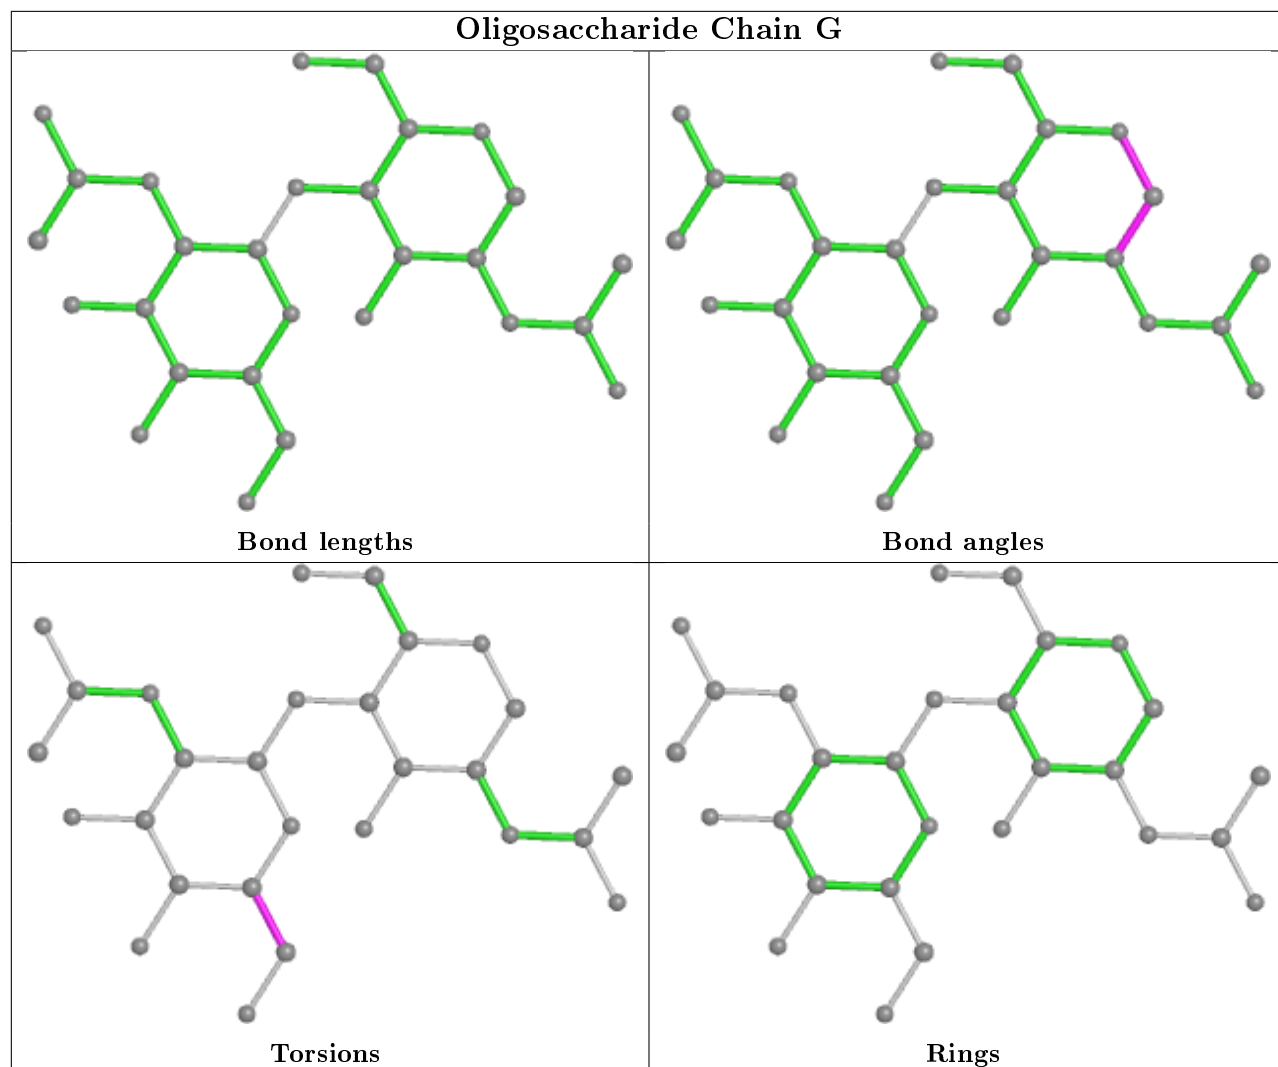 Oligosaccharide Chain G
Bond lengths
Bond angles
Torsions
Rings